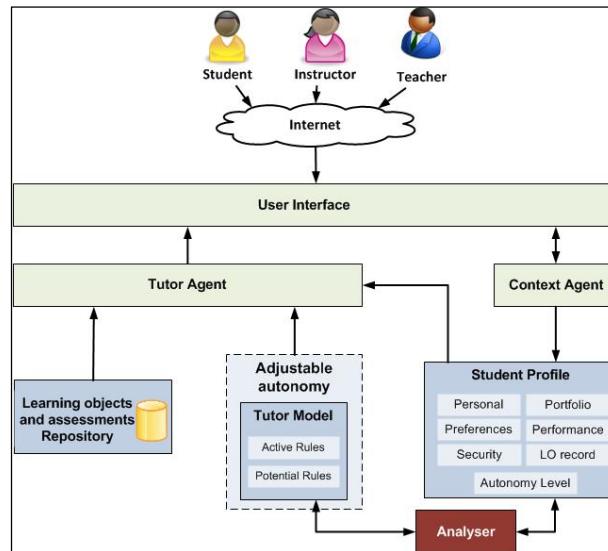 Student
Instructor
Teacher
Internet
User Interface
Tutor Agent
Context Agent
Learning objects
and assessments
Repository
Adjustable
autonomy
Tutor Model
Active Rules
Potential Rules
Student Profile
Personal
Portfolio
Preferences
Performance
Security
LO record
Autonomy Level
Analyser